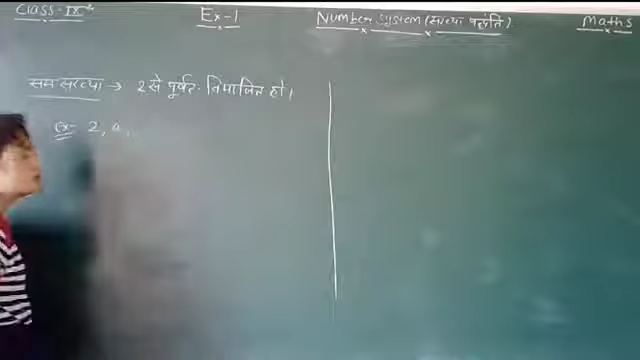 Class-IX
Ex-1
Number System (संख्या पद्धति)
Maths
सम संख्या → 2 से पूर्णतः विभाजित हो।
Ex- 2, 4,